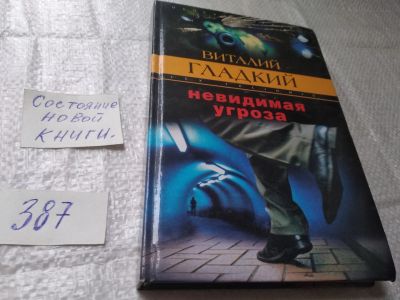 Состояние
новой
книги.
387
Виталий
ГЛАДКИЙ
невидимая
угроза